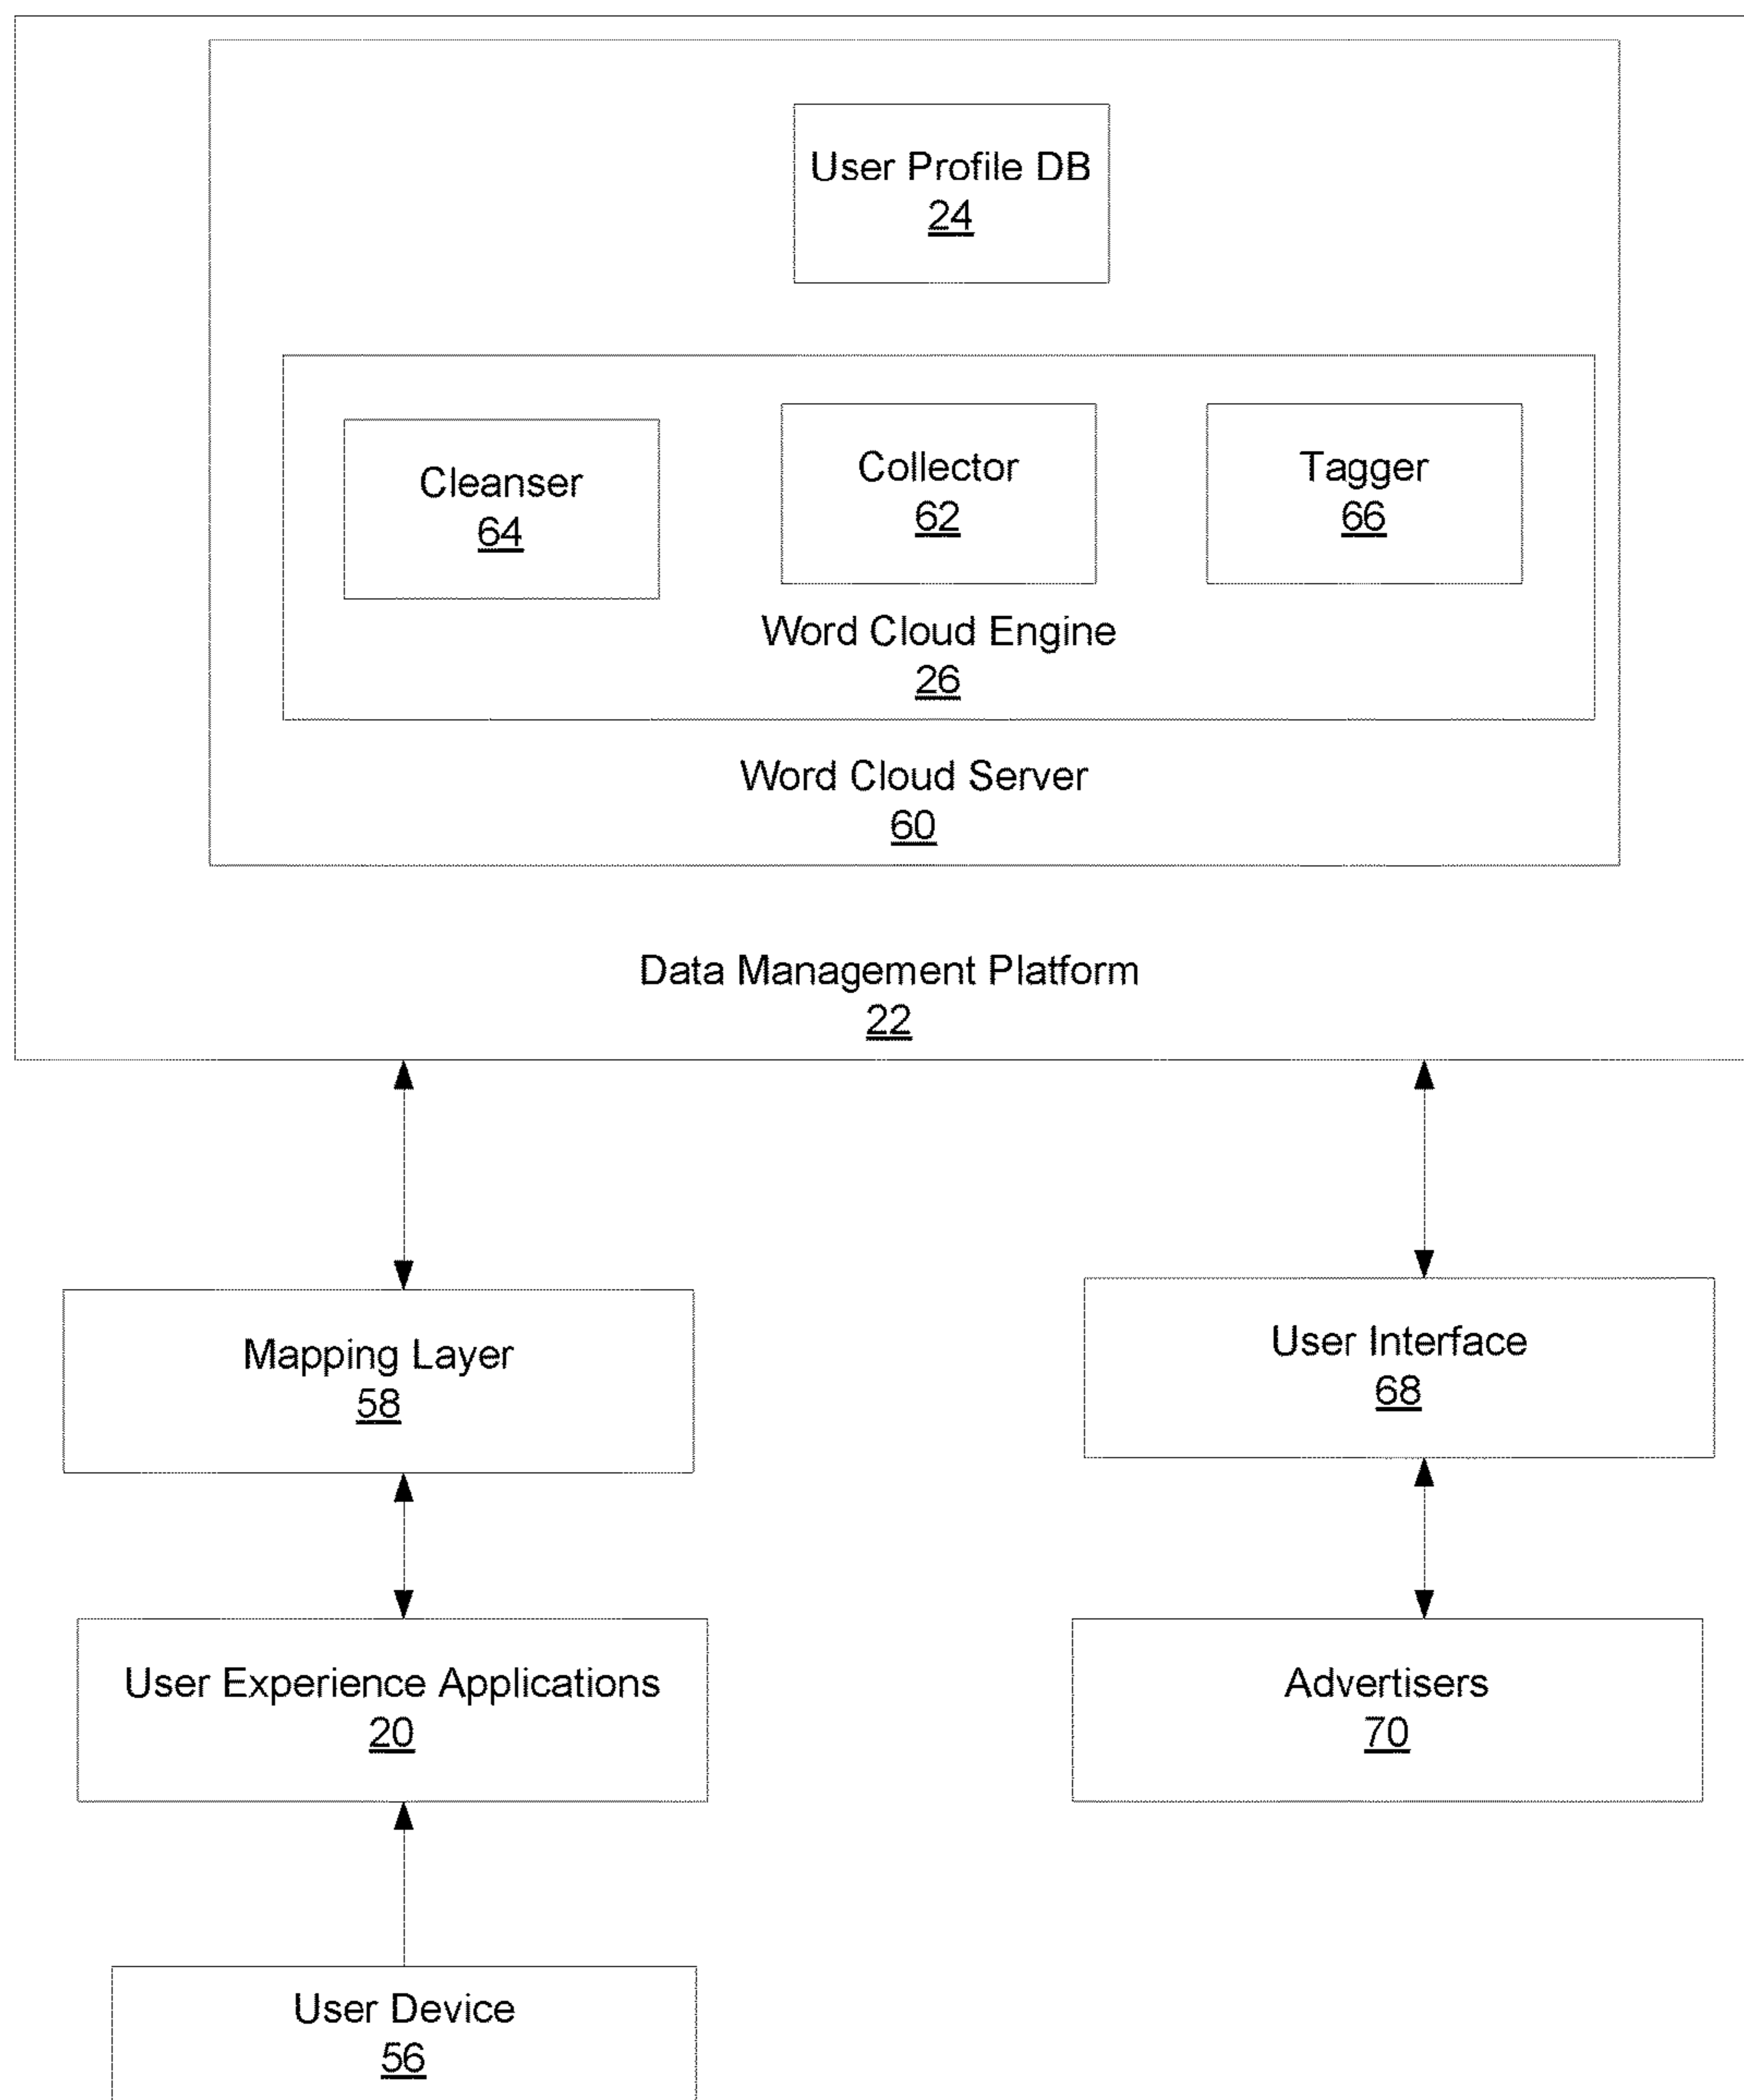 User Profile DB
24
Cleanser
64
Collector
62
Tagger
66
Word Cloud Engine
26
Word Cloud Server
60
Data Management Platform
22
Mapping Layer
58
User Interface
68
User Experience Applications
20
Advertisers
70
User Device
56